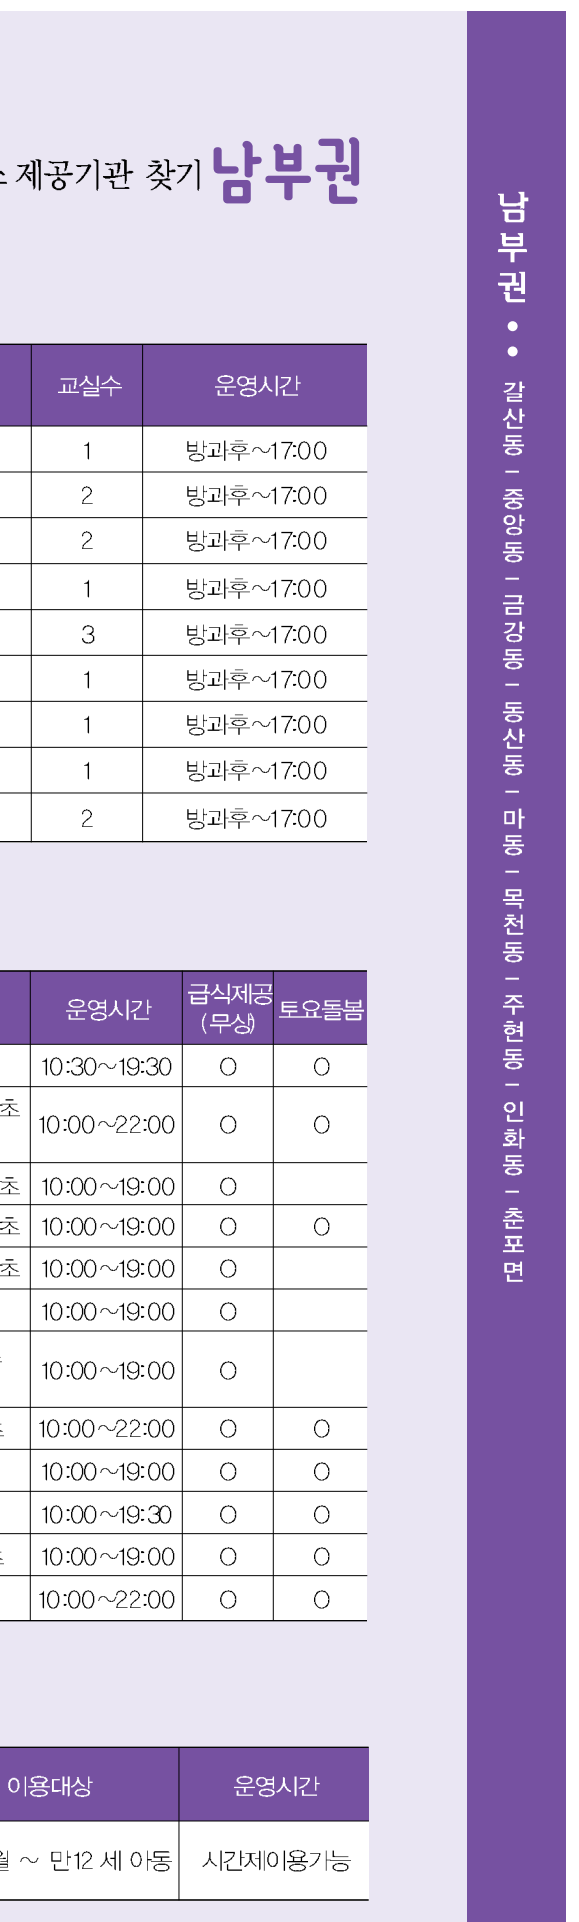 제공기관 찾기 남부권
교실수 운영시간
1 방과후~17:00
2 방과후~17:00
2 방과후~17:00
1 방과후~17:00
3 방과후~17:00
1 방과후~17:00
1 방과후~17:00
1 방과후~17:00
2 방과후~17:00
운영시간 급식제공 (무상) 토요돌봄
10:30~19:30 O O
초 10:00~22:00 O O
초 10:00~19:00 O
초 10:00~19:00 O O
초 10:00~19:00 O
10:00~19:00 O
10:00~19:00 O
10:00~22:00 O O
10:00~19:00 O O
10:00~19:30 O O
10:00~19:00 O O
10:00~22:00 O O
이용대상 운영시간
월 ~ 만12 세 아동 시간제이용가능
남부권 : 갈산동 - 중앙동 - 금강동 - 동산동 - 마동 - 목천동 - 주현동 - 인화동 - 춘포면